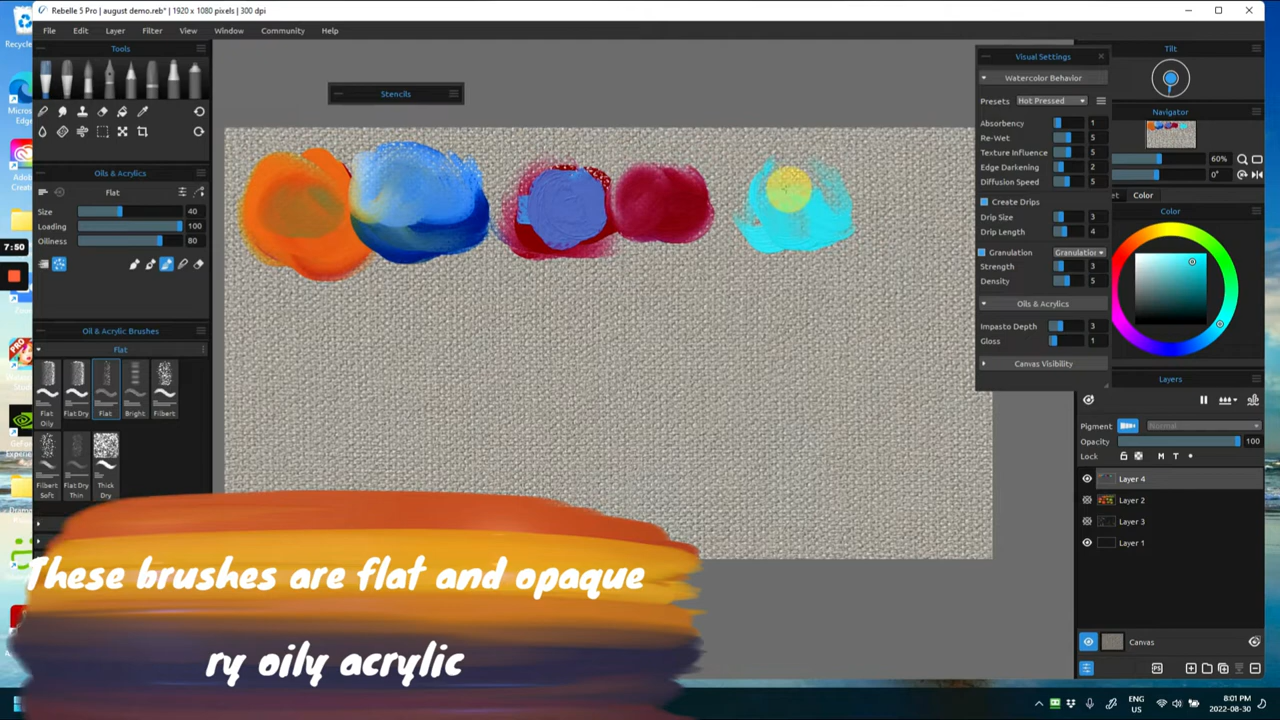 Rebelle 5 Pro | august demo.reb* | 1920 x 1080 pixels | 300 dpi
File Edit Layer Filter View Window Community Help
Tools
Stencils
Oils & Acrylics
Flat
Size 40
Loading 100
Oiliness 80
7:50
Oil & Acrylic Brushes
Flat
Flat Oily
Flat Dry
Flat
Bright
Filbert
Filbert Soft
Flat Dry Thin
Thick Dry
Visual Settings
Watercolor Behavior
Presets Hot Pressed
Absorbency 1
Re-Wet 5
Texture Influence 5
Edge Darkening 2
Diffusion Speed 5
Create Drips
Drip Size 3
Drip Length 4
Granulation Granulation
Strength 3
Density 5
Oils & Acrylics
Impasto Depth 3
Gloss 1
Canvas Visibility
Tilt
Navigator
60%
0°
Color
Color
Layers
Pigment Normal
Opacity 100
Lock M T
Layer 4
Layer 2
Layer 3
Layer 1
Canvas
PS
These brushes are flat and opaque
ry oily acrylic
ENG
US
8:01 PM
2022-08-30